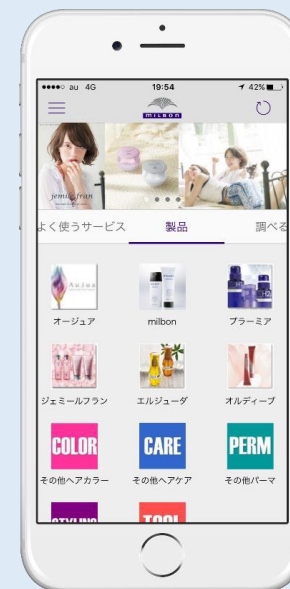 au 4G 19:54 42%
MILBON
jemile fran
よく使うサービス 製品 調べる
Aujua
オージュア milbon プラーミア
ジェミールフラン エルジューダ オルディーブ
COLOR CARE PERM
その他ヘアカラー その他ヘアケア その他パーマ
STYLING TOOL